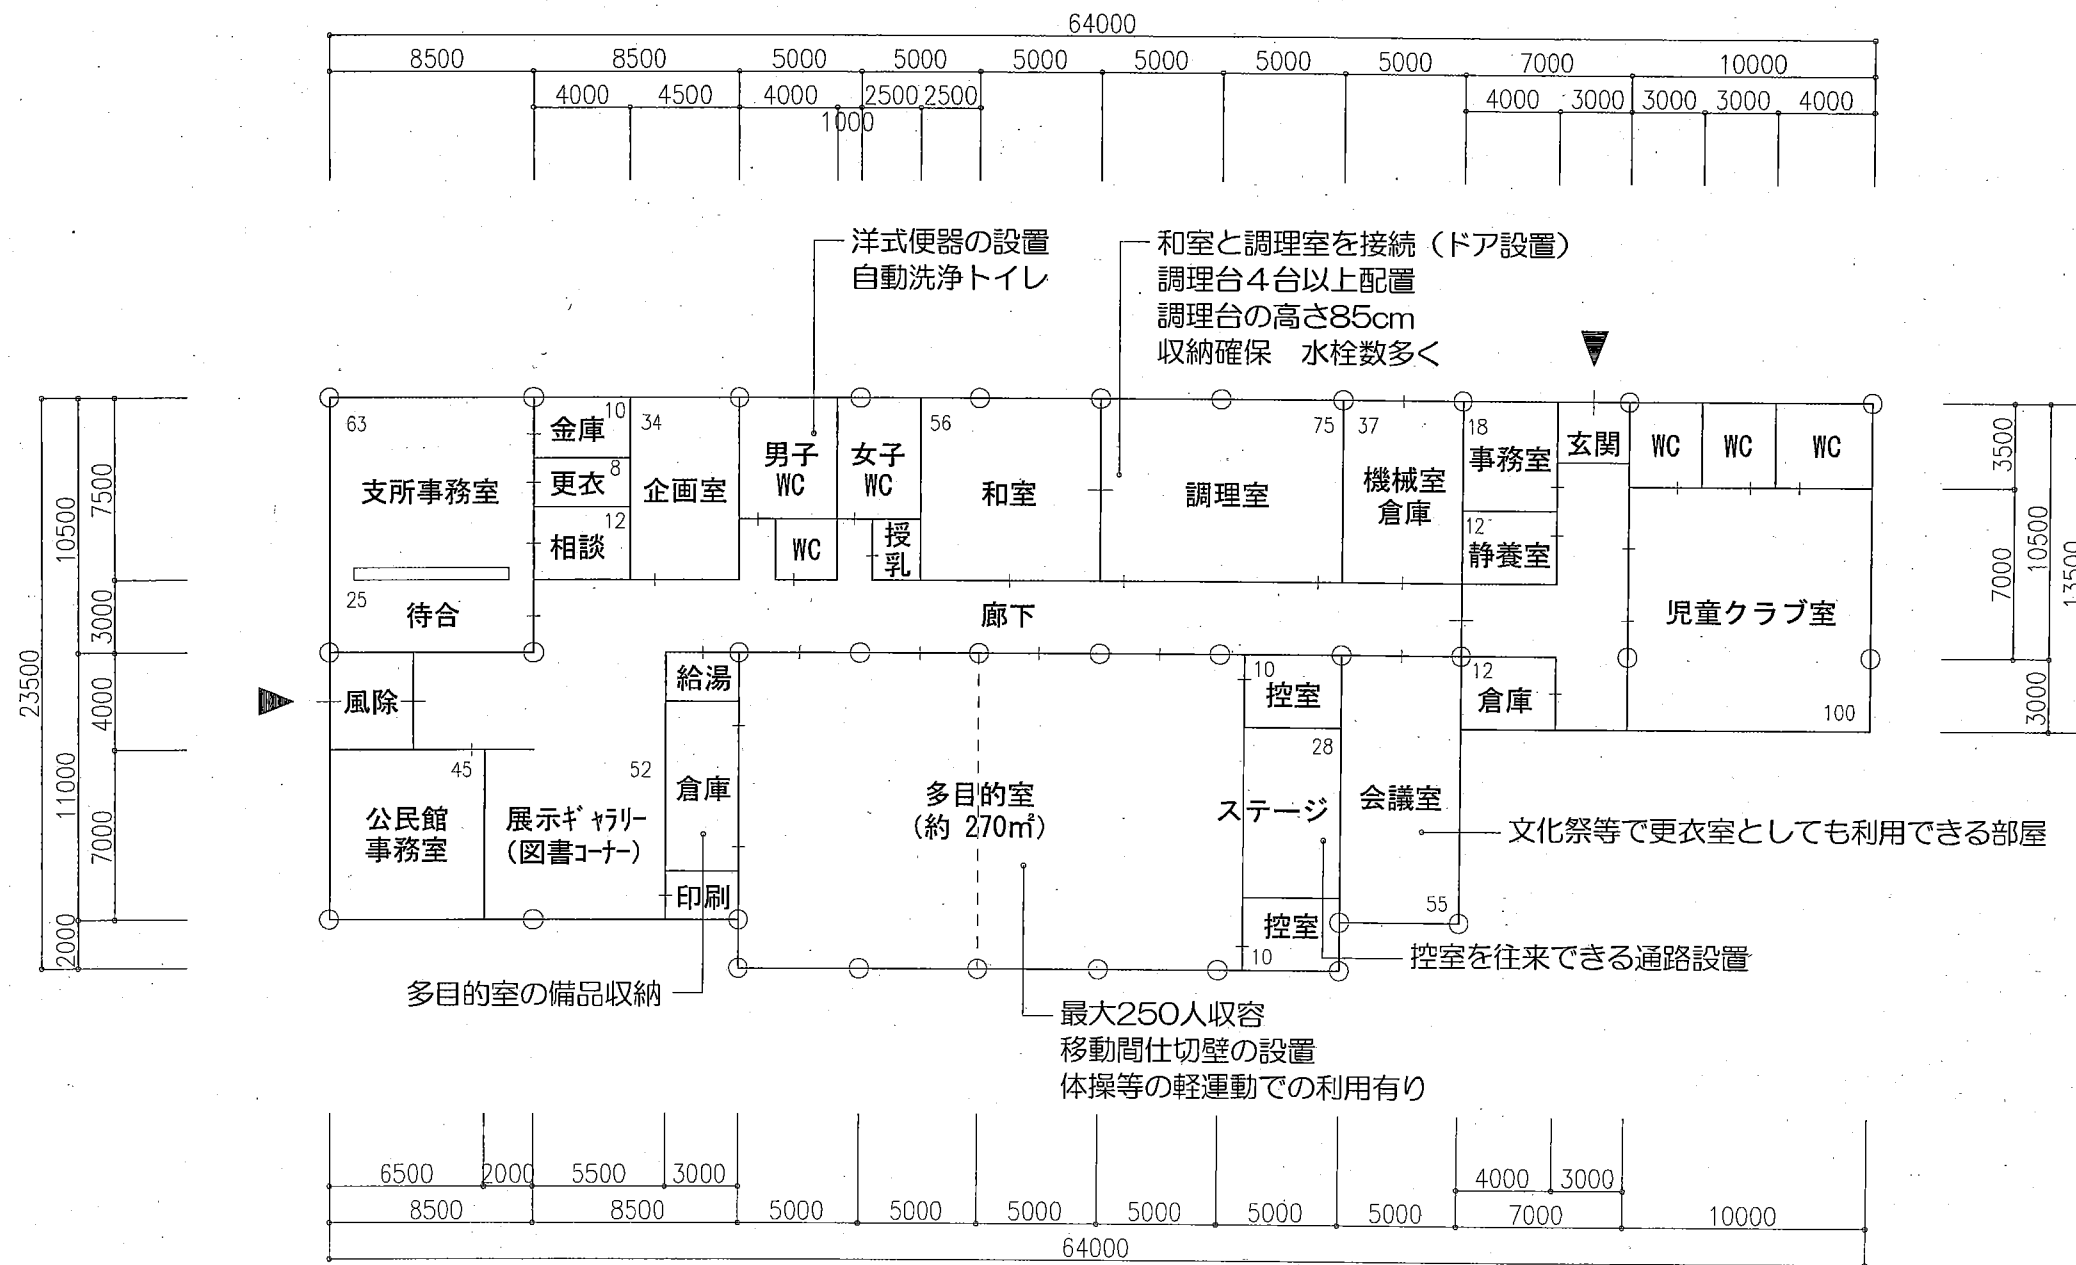 64000
8500 8500 5000 5000 5000 5000 5000 5000 7000 10000
4000 4500 4000 1000 2500 2500 4000 3000 3000 3000 4000
洋式便器の設置
自動洗浄トイレ
和室と調理室を接続（ドア設置）
調理台４台以上配置
調理台の高さ85cm
収納確保　水栓数多く
23500
10500
11000
2000
7500
3000
4000
7000
63
支所事務室
25
待合
10
金庫
8
更衣
12
相談
34
企画室
男子
WC
女子
WC
WC
授
乳
56
和室
75
調理室
37
機械室
倉庫
18
事務室
12
静養室
玄関
WC
WC
WC
児童クラブ室
100
廊下
風除
45
公民館
事務室
52
展示ギャラリー
(図書コーナー)
給湯
倉庫
印刷
多目的室
(約 270㎡)
10
控室
28
ステージ
控室
10
会議室
55
12
倉庫
3500
7000
10500
3000
13500
文化祭等で更衣室としても利用できる部屋
控室を往来できる通路設置
多目的室の備品収納
最大250人収容
移動間仕切壁の設置
体操等の軽運動での利用有り
6500 2000 5500 3000 4000 3000
8500 8500 5000 5000 5000 5000 5000 5000 7000 10000
64000